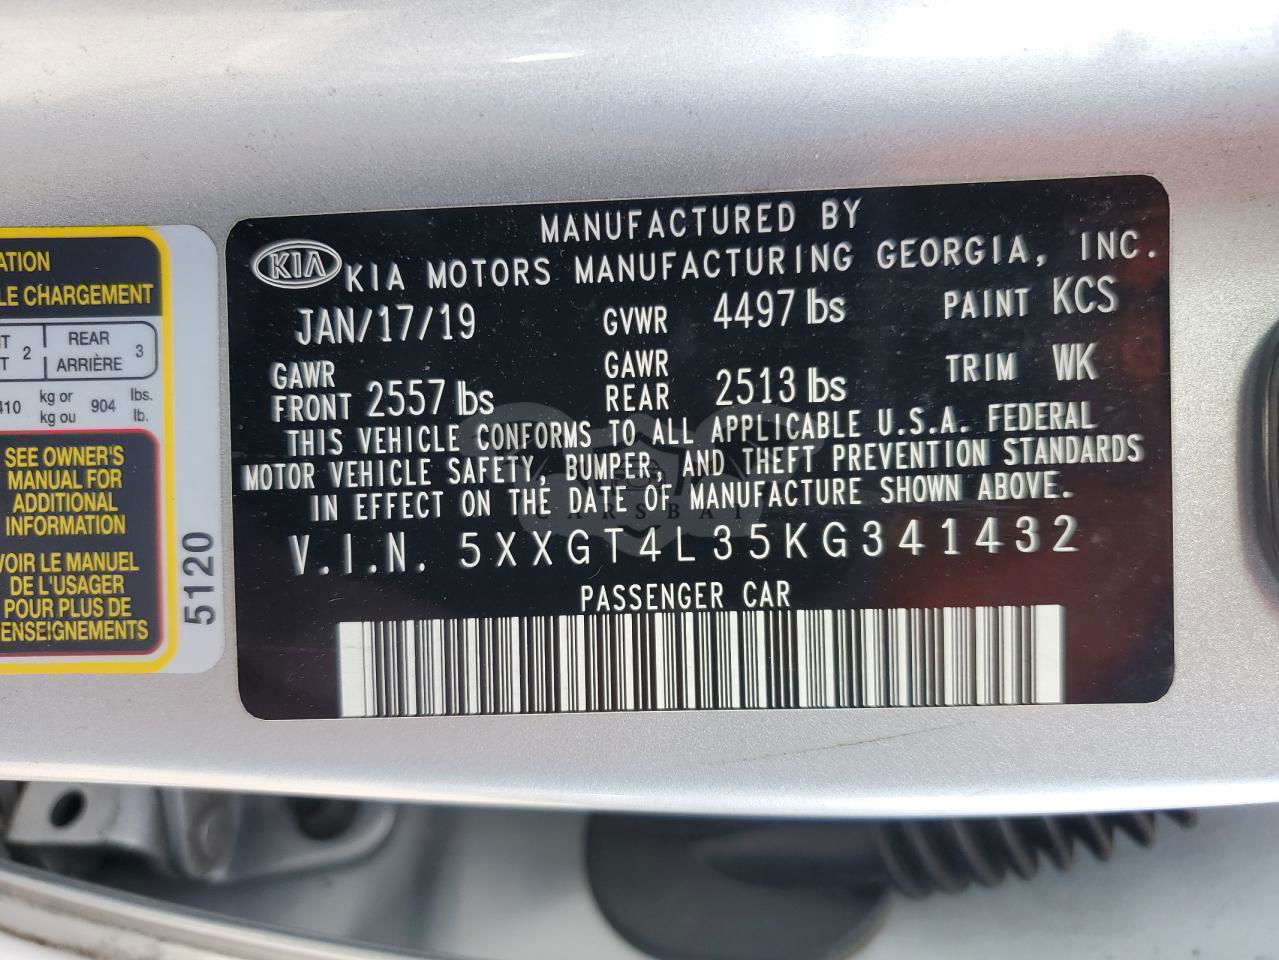 ATION
LE CHARGEMENT
2 REAR 3
ARRIÈRE
410 kg or 904 lbs.
kg ou lb.
SEE OWNER'S
MANUAL FOR
ADDITIONAL
INFORMATION
VOIR LE MANUEL
DE L'USAGER
POUR PLUS DE
ENSEIGNEMENTS
5120
MANUFACTURED BY
KIA KIA MOTORS MANUFACTURING GEORGIA, INC.
JAN/17/19 GVWR 4497 lbs PAINT KCS
GAWR FRONT 2557 lbs GAWR REAR 2513 lbs TRIM WK
THIS VEHICLE CONFORMS TO ALL APPLICABLE U.S.A. FEDERAL
MOTOR VEHICLE SAFETY, BUMPER, AND THEFT PREVENTION STANDARDS
IN EFFECT ON THE DATE OF MANUFACTURE SHOWN ABOVE.
CARSBAT
V.I.N. 5XXGT4L35KG341432
PASSENGER CAR